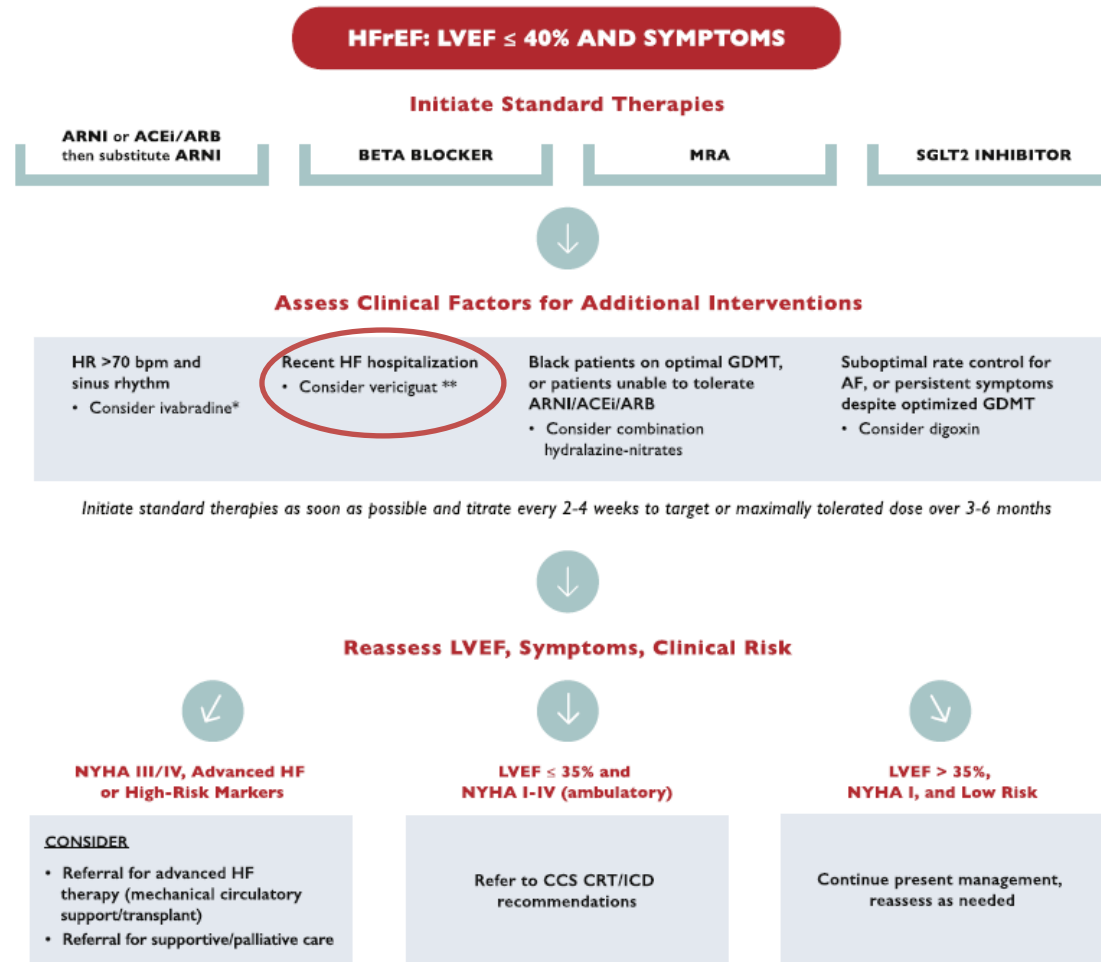 HFrEF: LVEF ≤ 40% AND SYMPTOMS
Initiate Standard Therapies
ARNI or ACEi/ARB
then substitute ARNI
BETA BLOCKER
MRA
SGLT2 INHIBITOR
Assess Clinical Factors for Additional Interventions
HR >70 bpm and
sinus rhythm
• Consider ivabradine*
Recent HF hospitalization
• Consider vericiguat **
Black patients on optimal GDMT,
or patients unable to tolerate
ARNI/ACEi/ARB
• Consider combination
hydralazine-nitrates
Suboptimal rate control for
AF, or persistent symptoms
despite optimized GDMT
• Consider digoxin
Initiate standard therapies as soon as possible and titrate every 2-4 weeks to target or maximally tolerated dose over 3-6 months
Reassess LVEF, Symptoms, Clinical Risk
NYHA III/IV, Advanced HF
or High-Risk Markers
CONSIDER
• Referral for advanced HF
therapy (mechanical circulatory
support/transplant)
• Referral for supportive/palliative care
LVEF ≤ 35% and
NYHA I-IV (ambulatory)
Refer to CCS CRT/ICD
recommendations
LVEF > 35%,
NYHA I, and Low Risk
Continue present management,
reassess as needed